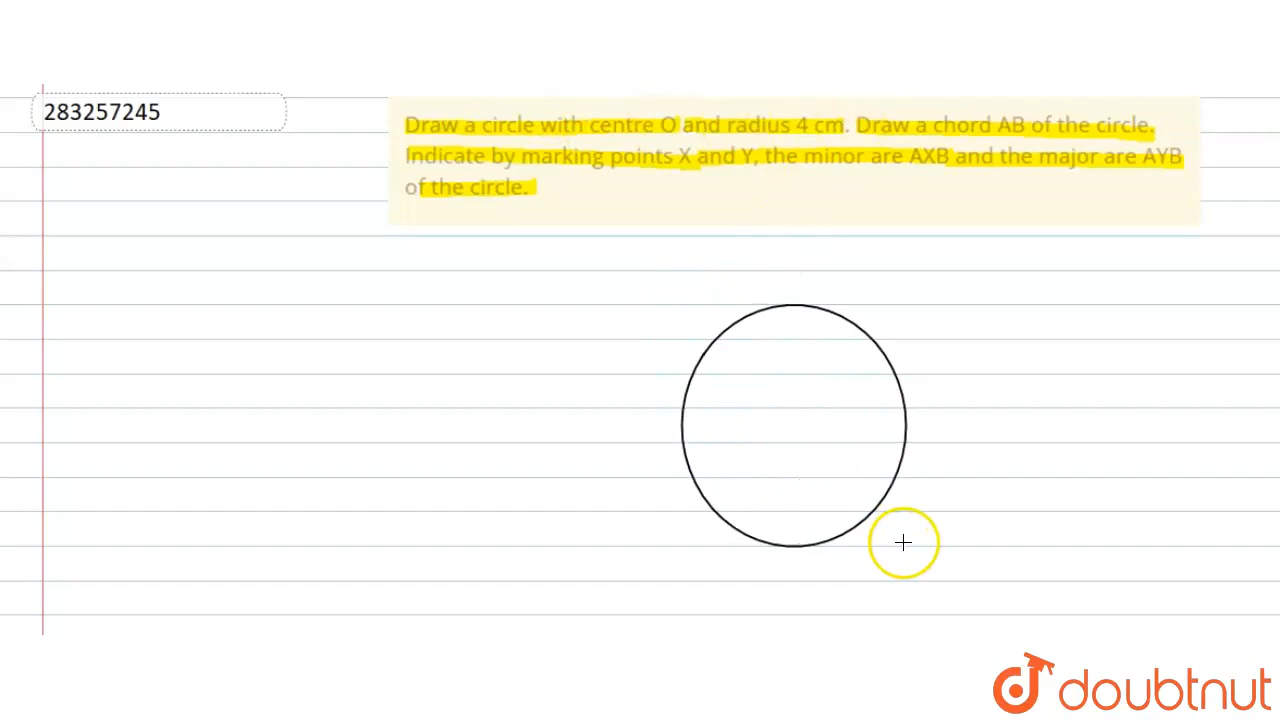 283257245
Draw a circle with centre O and radius 4 cm. Draw a chord AB of the circle.
Indicate by marking points X and Y, the minor are AXB and the major are AYB
of the circle.
doubtnut